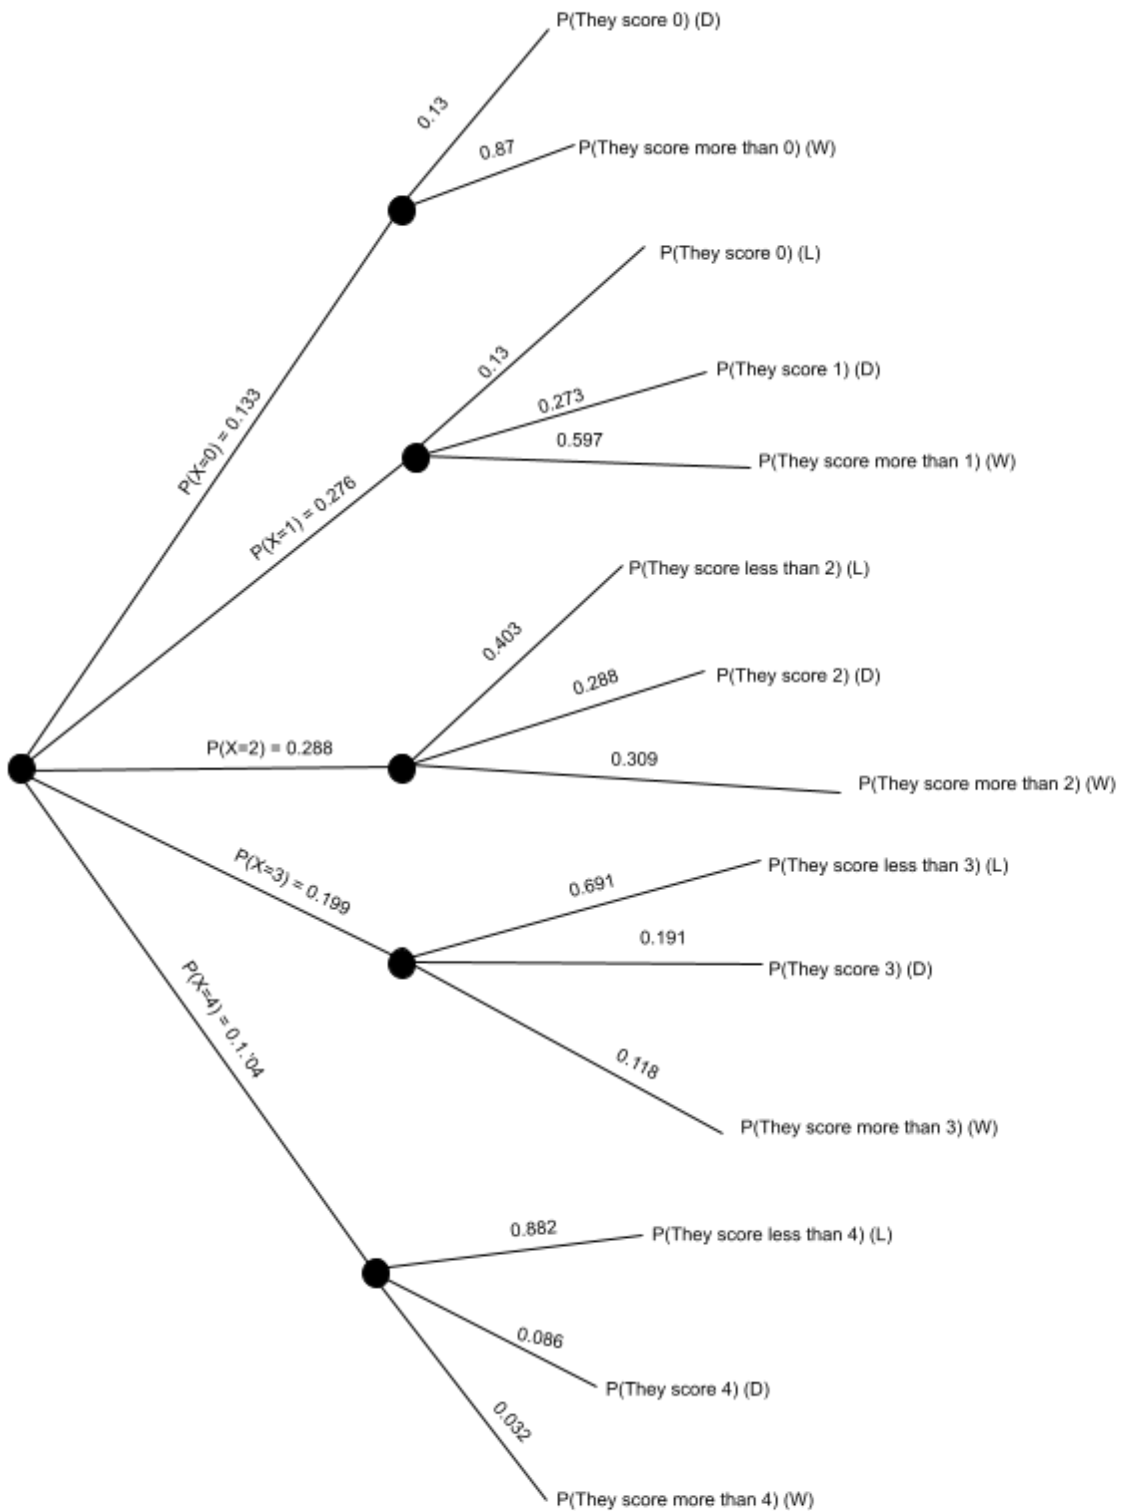 P(They score 0) (D)
0.13
0.87
P(They score more than 0) (W)
P(X=0) = 0.133
P(They score 0) (L)
0.13
P(They score 1) (D)
0.273
0.597
P(They score more than 1) (W)
P(X=1) = 0.276
P(They score less than 2) (L)
0.403
0.288
P(They score 2) (D)
P(X=2) = 0.288
0.309
P(They score more than 2) (W)
P(X=3) = 0.199
0.691
P(They score less than 3) (L)
0.191
P(They score 3) (D)
0.118
P(They score more than 3) (W)
P(X=4) = 0.1.'04
0.882
P(They score less than 4) (L)
0.086
P(They score 4) (D)
0.032
P(They score more than 4) (W)